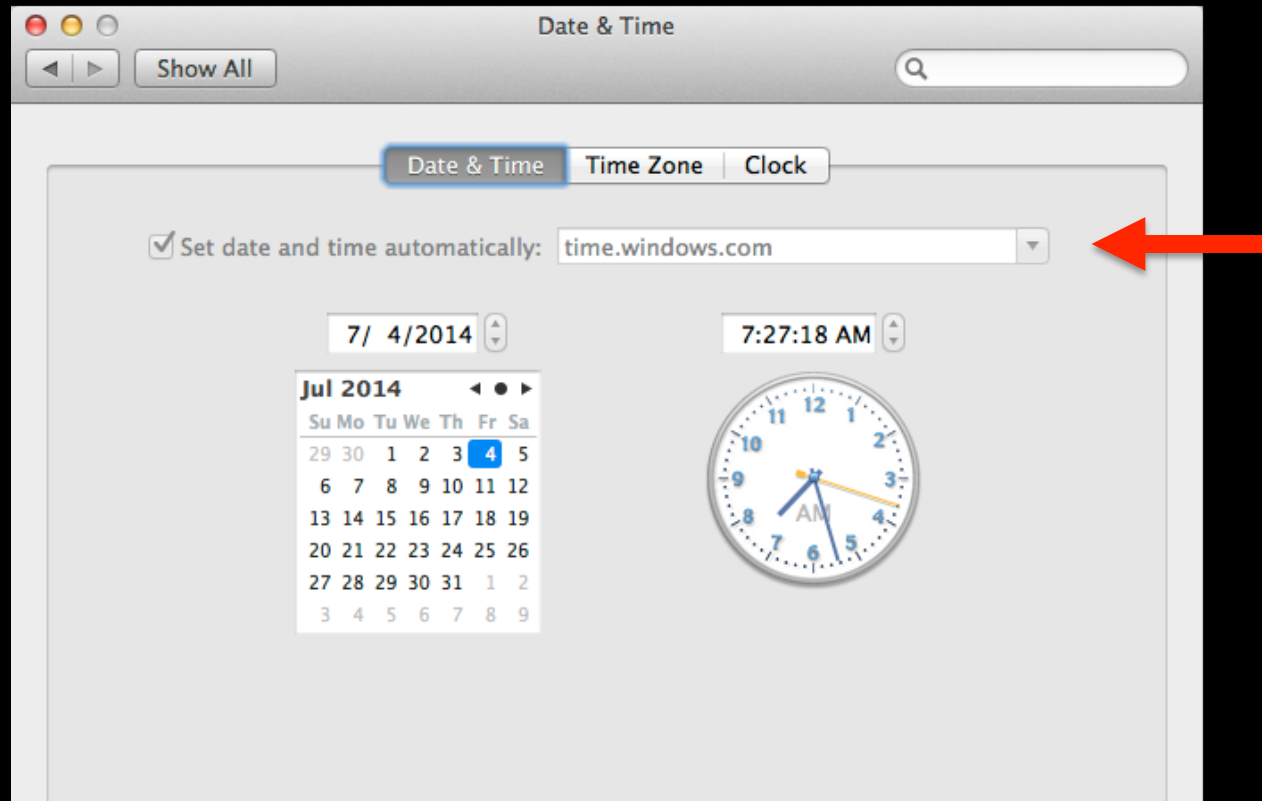 Date & Time
Show All
Date & Time Time Zone Clock
Set date and time automatically: time.windows.com
7/ 4/2014
7:27:18 AM
Jul 2014
Su Mo Tu We Th Fr Sa
29 30 1 2 3 4 5
6 7 8 9 10 11 12
13 14 15 16 17 18 19
20 21 22 23 24 25 26
27 28 29 30 31 1 2
3 4 5 6 7 8 9
12
11 1
10 2
9 3
8 AM 4
7 6 5